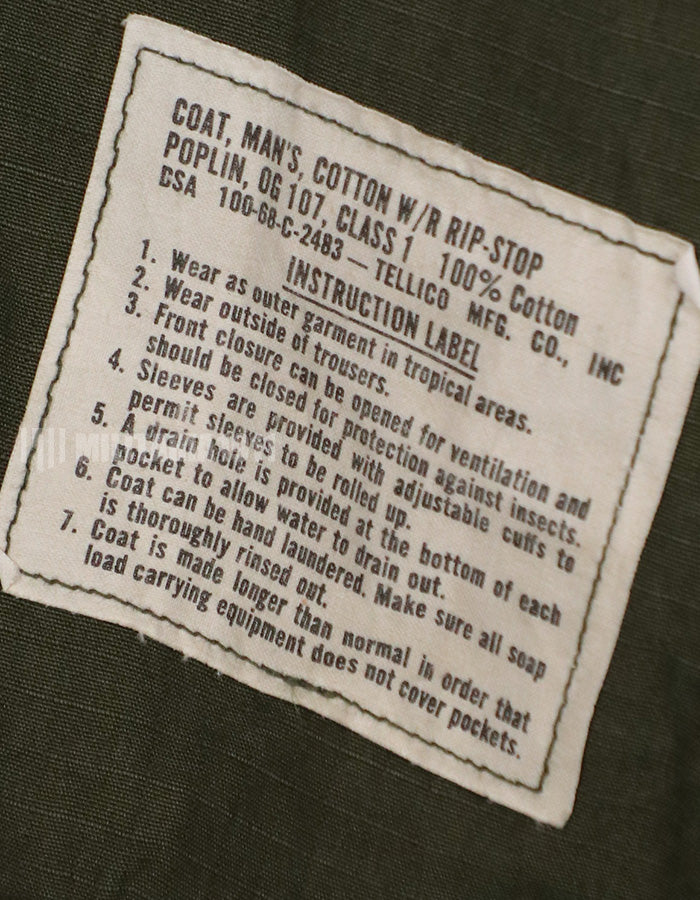 COAT, MAN'S, COTTON W/R RIP-STOP
POPLIN, OG 107, CLASS 1 100% Cotton
DSA 100-68-C-2483 — TELLICO MFG. CO., INC
INSTRUCTION LABEL
1. Wear as outer garment in tropical areas.
2. Wear outside of trousers.
3. Front closure can be opened for ventilation and
should be closed for protection against insects.
4. Sleeves are provided with adjustable cuffs to
permit sleeves to be rolled up.
5. A drain hole is provided at the bottom of each
pocket to allow water to drain out.
6. Coat can be hand laundered. Make sure all soap
is thoroughly rinsed out.
7. Coat is made longer than normal in order that
load carrying equipment does not cover pockets.